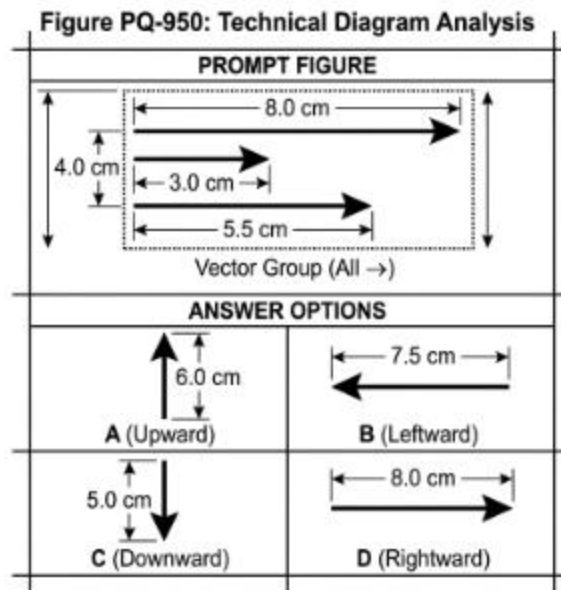 Figure PQ-950: Technical Diagram Analysis
PROMPT FIGURE
8.0 cm
4.0 cm
3.0 cm
5.5 cm
Vector Group (All →)
ANSWER OPTIONS
6.0 cm
A (Upward)
7.5 cm
B (Leftward)
5.0 cm
C (Downward)
8.0 cm
D (Rightward)